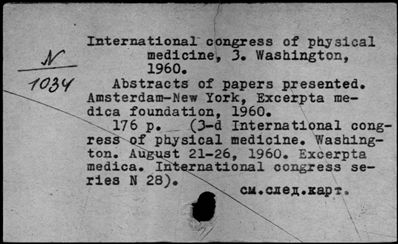 International congress of physical
medicine, 3. Washington,
1960.
N
1034
Abstracts of papers presented.
Amsterdam-New York, Excerpta me-
dica foundation, 1960.
176 p. (3-d International cong-
ress of physical medicine. Washing-
ton. August 21-26, 1960. Excerpta
medica. International congress se-
ries N 28).
см.след.карт.